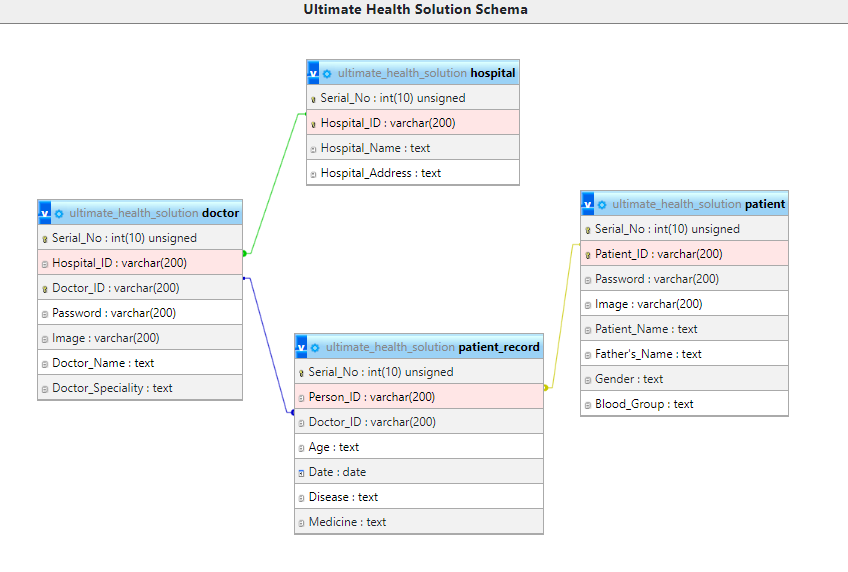 Ultimate Health Solution Schema
v ultimate_health_solution hospital
Serial_No : int(10) unsigned
Hospital_ID : varchar(200)
Hospital_Name : text
Hospital_Address : text
v ultimate_health_solution doctor
Serial_No : int(10) unsigned
Hospital_ID : varchar(200)
Doctor_ID : varchar(200)
Password : varchar(200)
Image : varchar(200)
Doctor_Name : text
Doctor_Speciality : text
v ultimate_health_solution patient
Serial_No : int(10) unsigned
Patient_ID : varchar(200)
Password : varchar(200)
Image : varchar(200)
Patient_Name : text
Father's_Name : text
Gender : text
Blood_Group : text
v ultimate_health_solution patient_record
Serial_No : int(10) unsigned
Person_ID : varchar(200)
Doctor_ID : varchar(200)
Age : text
Date : date
Disease : text
Medicine : text